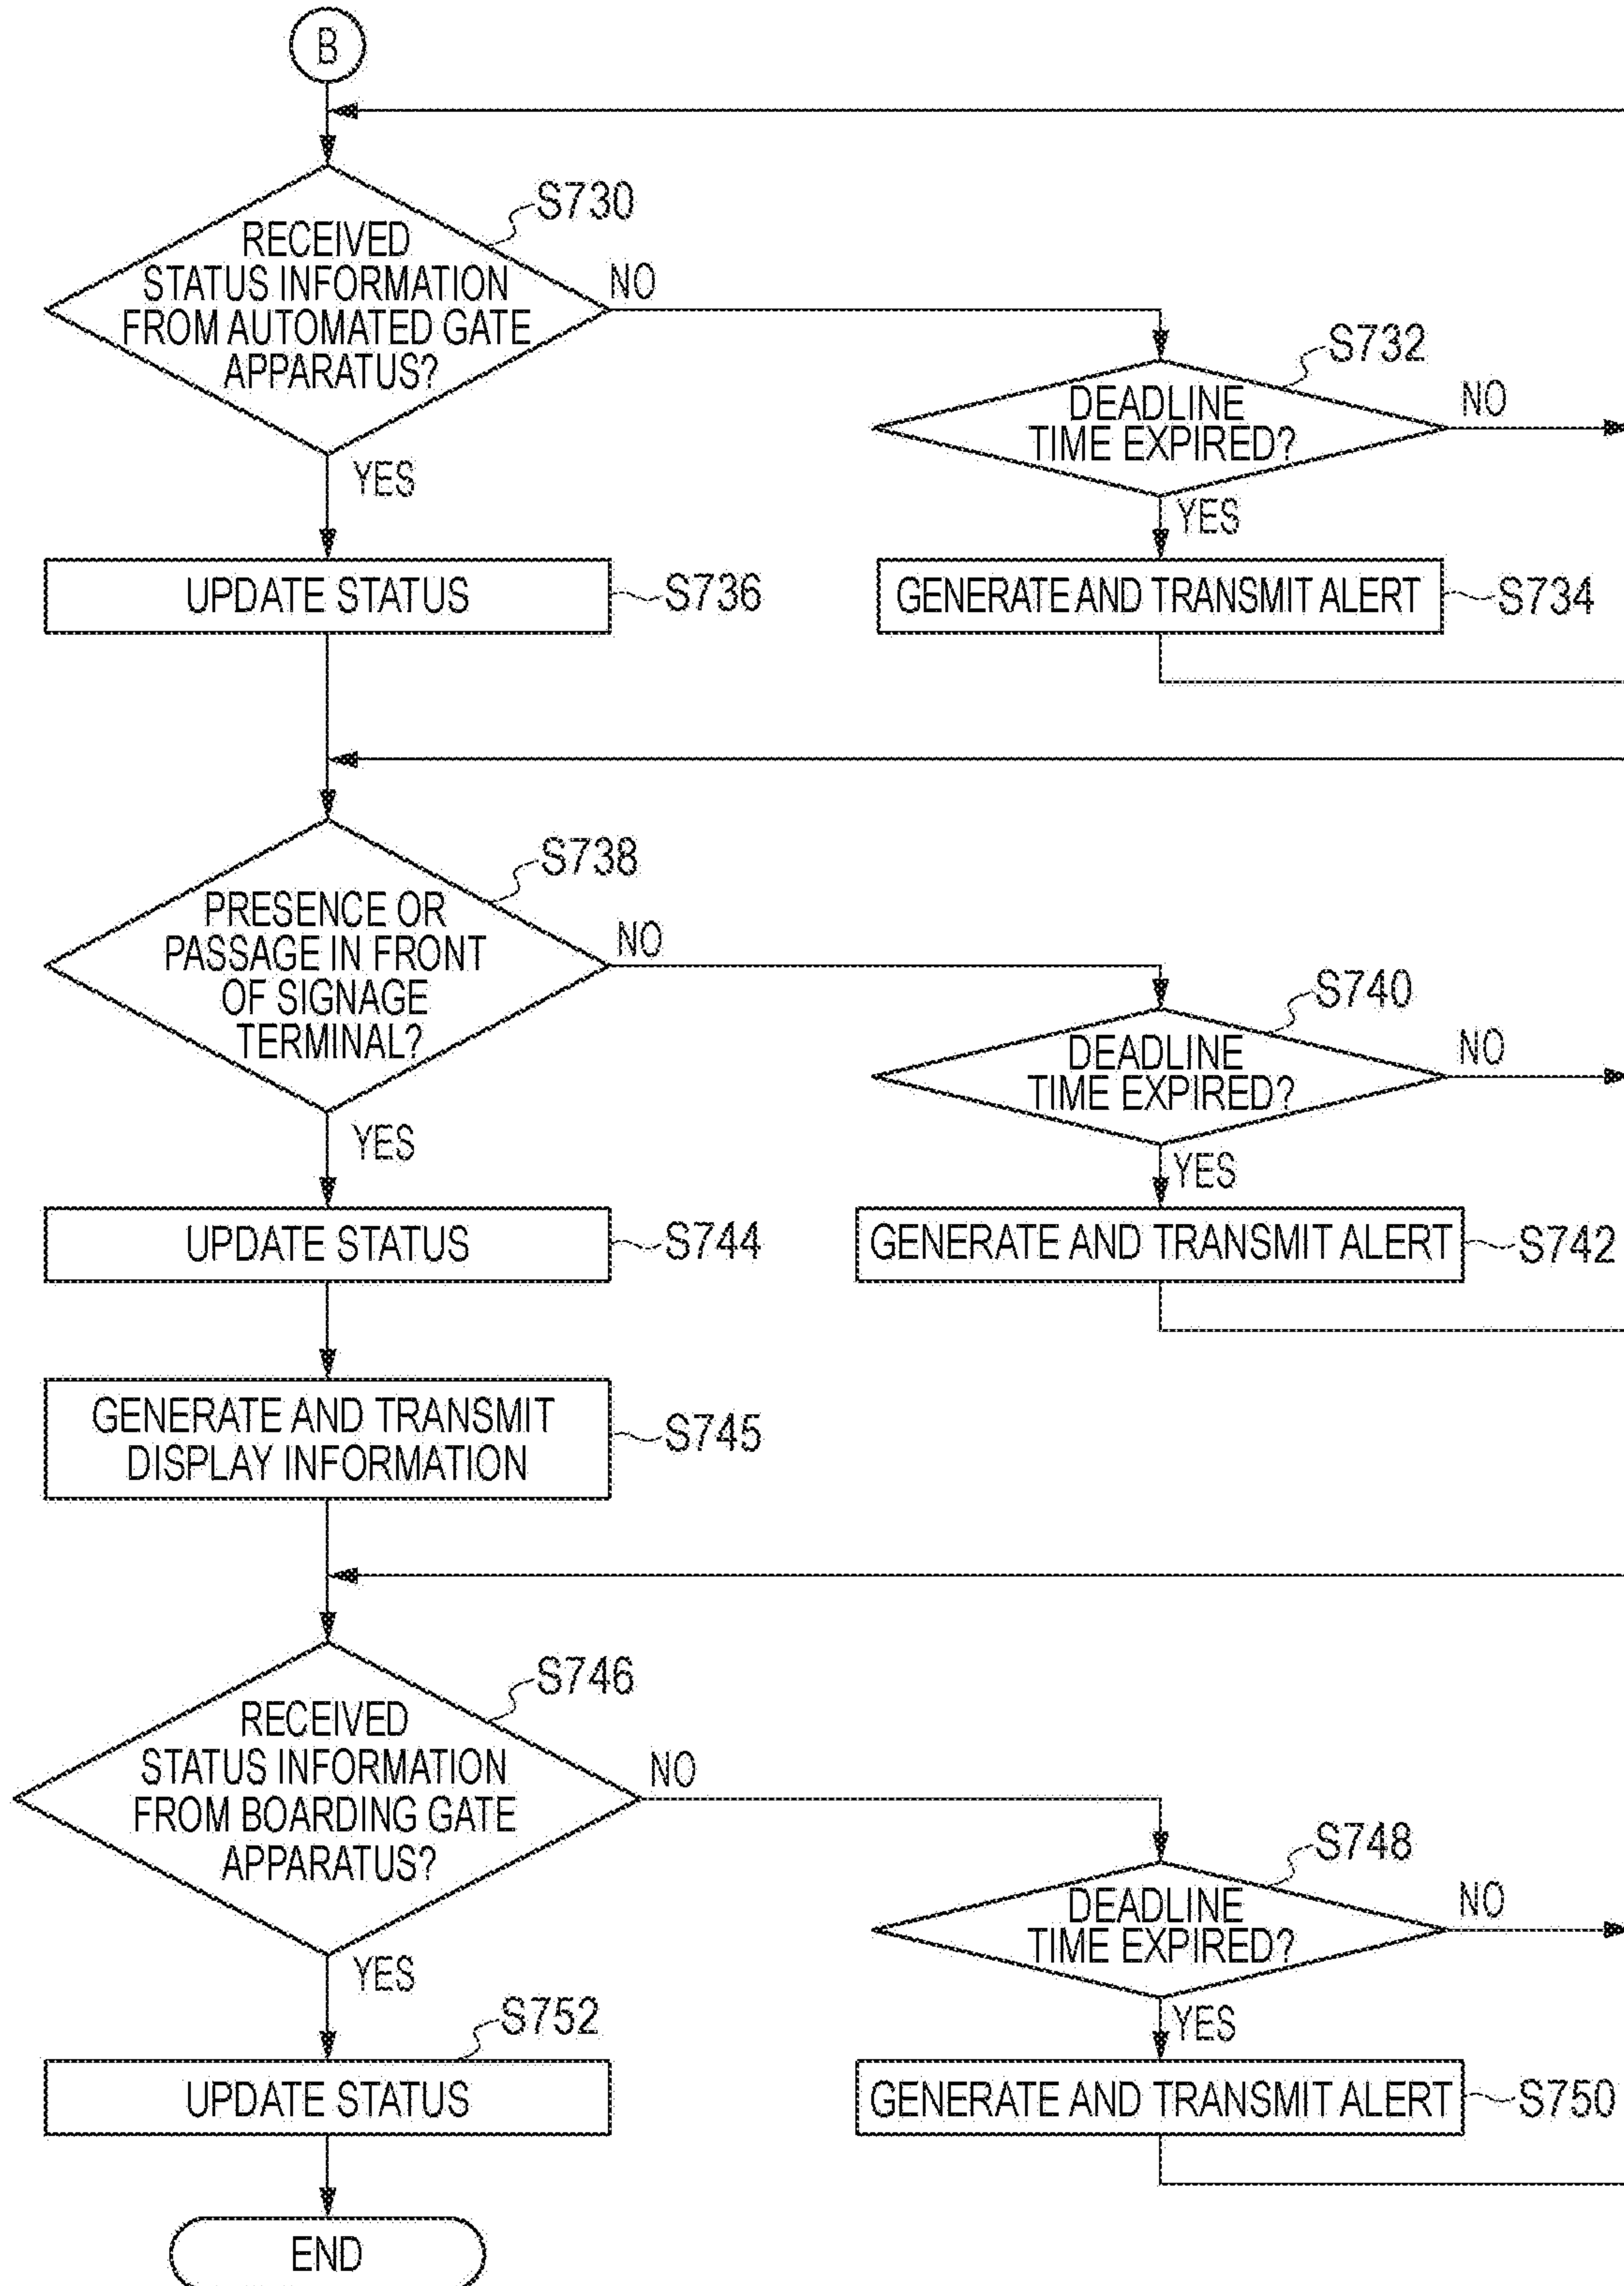 B
S730
RECEIVED
STATUS INFORMATION
FROM AUTOMATED GATE
APPARATUS?
NO
YES
S732
DEADLINE
TIME EXPIRED?
NO
YES
UPDATE STATUS
S736
GENERATE AND TRANSMIT ALERT
S734
S738
PRESENCE OR
PASSAGE IN FRONT
OF SIGNAGE
TERMINAL?
NO
YES
S740
DEADLINE
TIME EXPIRED?
NO
YES
UPDATE STATUS
S744
GENERATE AND TRANSMIT ALERT
S742
GENERATE AND TRANSMIT
DISPLAY INFORMATION
S745
S746
RECEIVED
STATUS INFORMATION
FROM BOARDING GATE
APPARATUS?
NO
YES
S748
DEADLINE
TIME EXPIRED?
NO
YES
S752
UPDATE STATUS
GENERATE AND TRANSMIT ALERT
S750
END